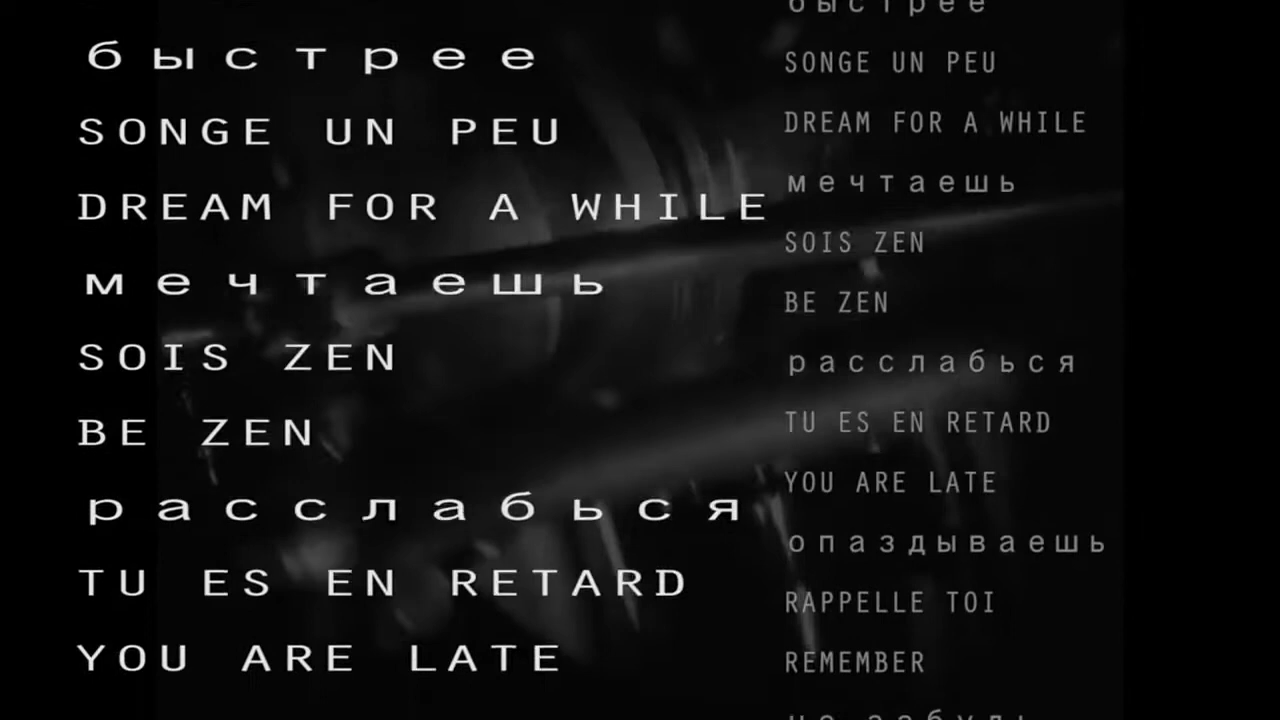 быстрее
SONGE UN PEU
DREAM FOR A WHILE
мечтаешь
SOIS ZEN
BE ZEN
расслабься
TU ES EN RETARD
YOU ARE LATE
быстрее
SONGE UN PEU
DREAM FOR A WHILE
мечтаешь
SOIS ZEN
BE ZEN
расслабься
TU ES EN RETARD
YOU ARE LATE
опаздываешь
RAPPELLE TOI
REMEMBER